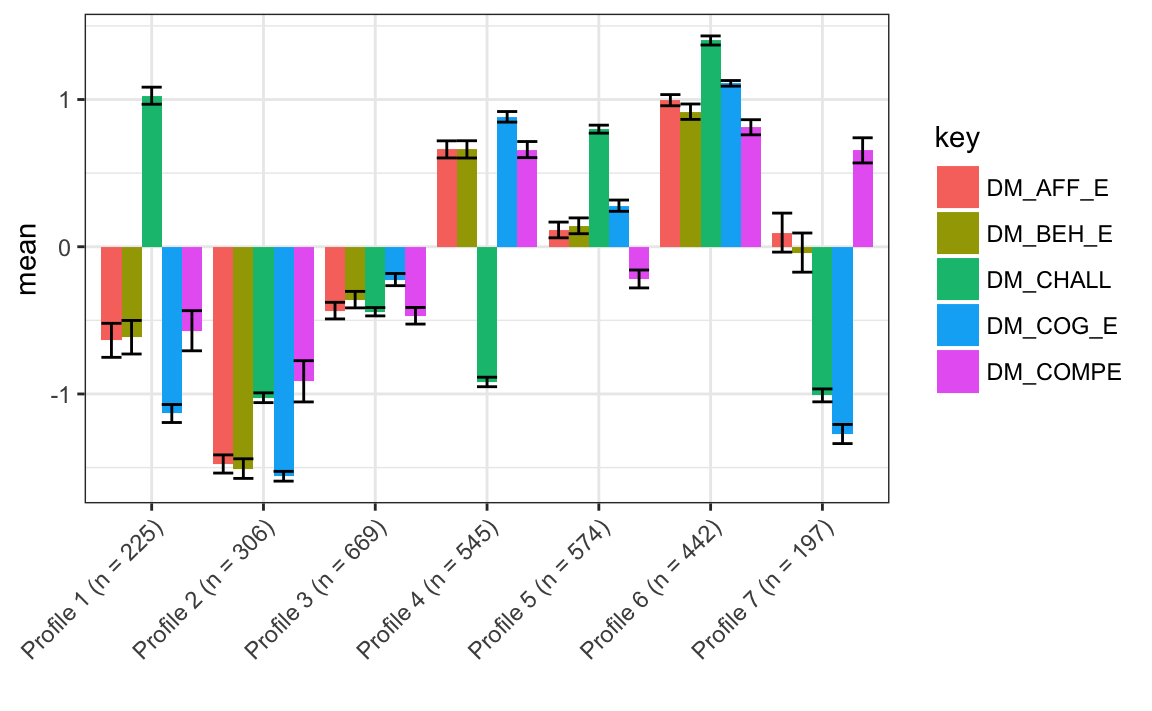 mean
1
0
-1
Profile 1 (n = 225)
Profile 2 (n = 306)
Profile 3 (n = 669)
Profile 4 (n = 545)
Profile 5 (n = 574)
Profile 6 (n = 442)
Profile 7 (n = 197)
key
DM_AFF_E
DM_BEH_E
DM_CHALL
DM_COG_E
DM_COMPE